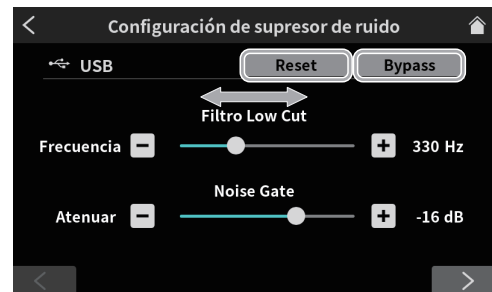 Configuración de supresor de ruido
USB Reset Bypass
Filtro Low Cut
Frecuencia 330 Hz
Noise Gate
Atenuar -16 dB